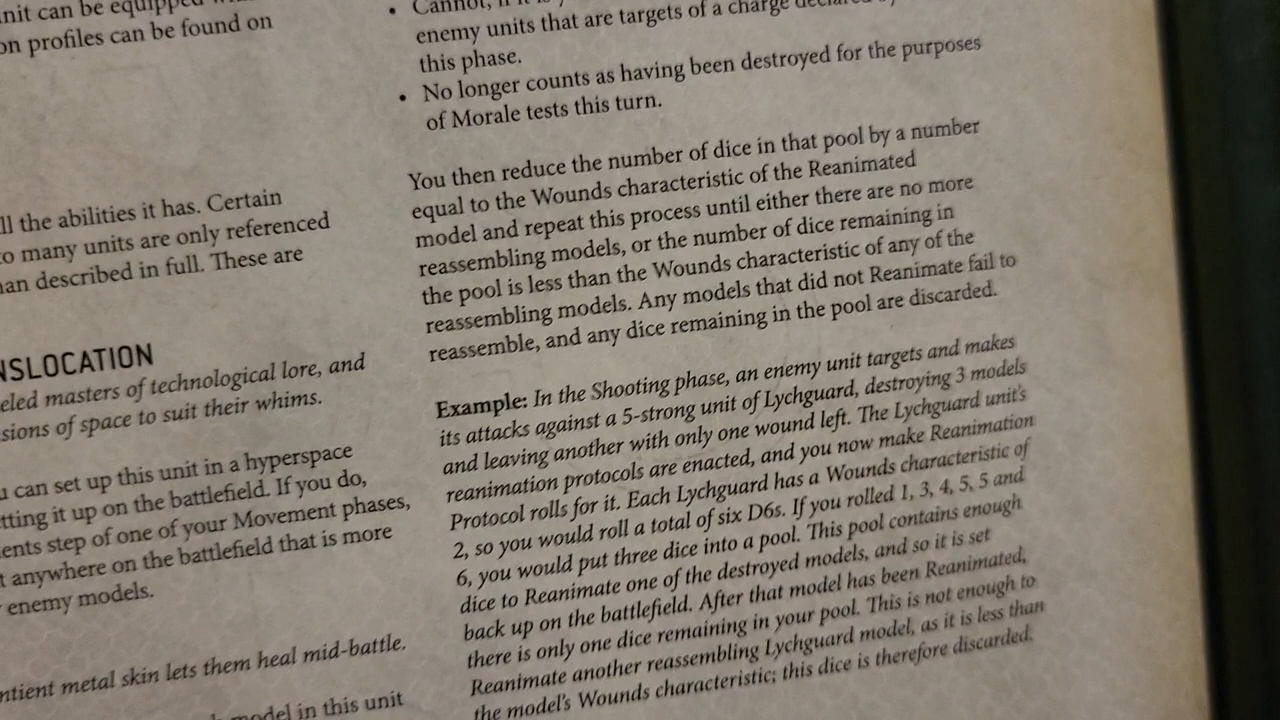 nit can be equipped
on profiles can be found on
ll the abilities it has. Certain
o many units are only referenced
an described in full. These are
NSLOCATION
eled masters of technological lore, and
sions of space to suit their whims.
u can set up this unit in a hyperspace
tting it up on the battlefield. If you do,
ents step of one of your Movement phases,
t anywhere on the battlefield that is more
enemy models.
ntient metal skin lets them heal mid-battle.
model in this unit
• Cannot, if it is
enemy units that are targets of a charge declared
this phase.
• No longer counts as having been destroyed for the purposes
of Morale tests this turn.
You then reduce the number of dice in that pool by a number
equal to the Wounds characteristic of the Reanimated
model and repeat this process until either there are no more
reassembling models, or the number of dice remaining in
the pool is less than the Wounds characteristic of any of the
reassembling models. Any models that did not Reanimate fail to
reassemble, and any dice remaining in the pool are discarded.
Example: In the Shooting phase, an enemy unit targets and makes
its attacks against a 5-strong unit of Lychguard, destroying 3 models
and leaving another with only one wound left. The Lychguard unit's
reanimation protocols are enacted, and you now make Reanimation
Protocol rolls for it. Each Lychguard has a Wounds characteristic of
2, so you would roll a total of six D6s. If you rolled 1, 3, 4, 5, 5 and
6, you would put three dice into a pool. This pool contains enough
dice to Reanimate one of the destroyed models, and so it is set
back up on the battlefield. After that model has been Reanimated,
there is only one dice remaining in your pool. This is not enough to
Reanimate another reassembling Lychguard model, as it is less than
the model's Wounds characteristic; this dice is therefore discarded.